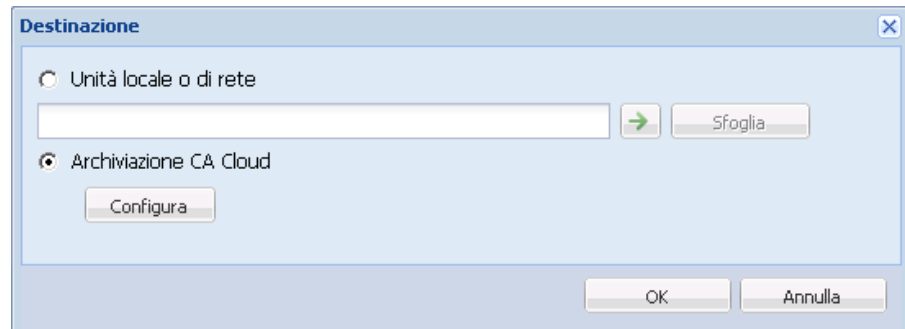 Destinazione
Unità locale o di rete
Sfoglia
Archiviazione CA Cloud
Configura
OK Annulla